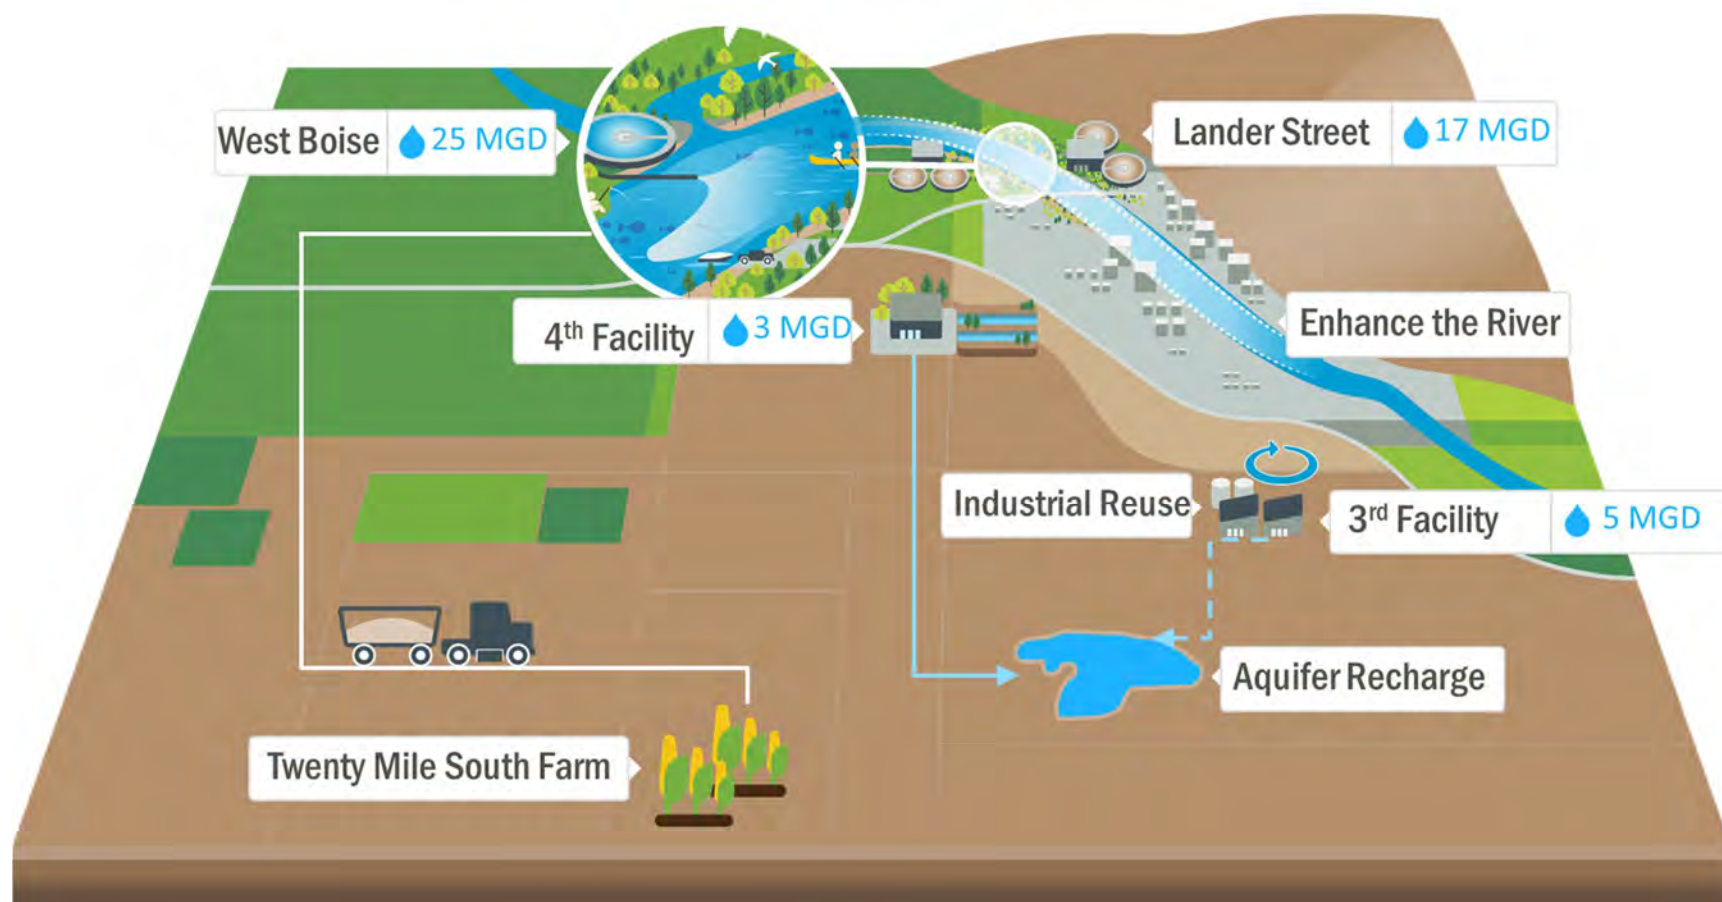 West Boise 25 MGD
Lander Street 17 MGD
4th Facility 3 MGD
Enhance the River
Industrial Reuse
3rd Facility 5 MGD
Aquifer Recharge
Twenty Mile South Farm